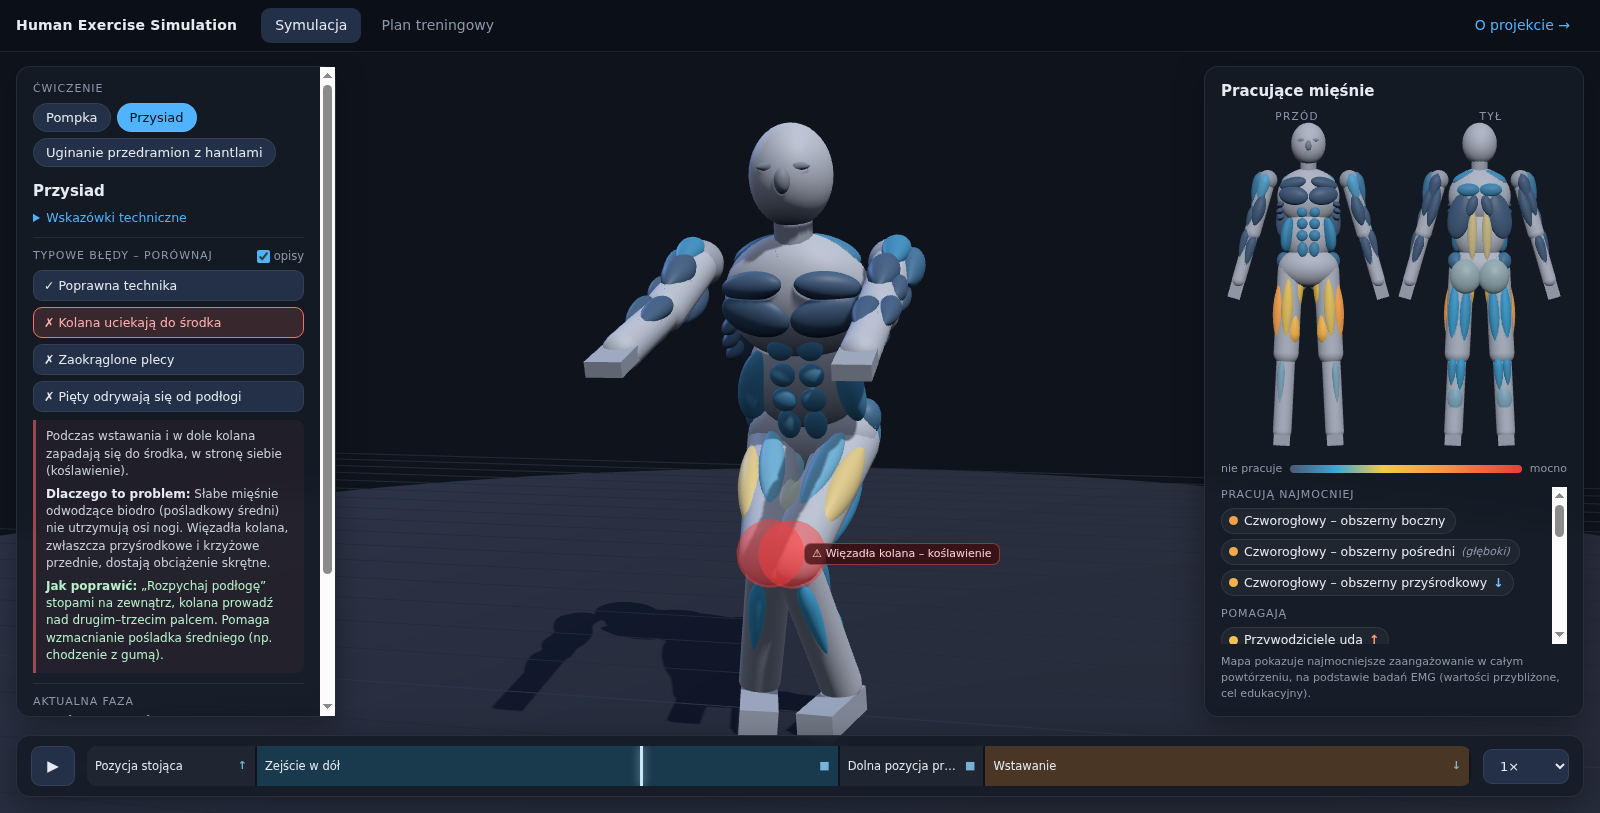 Human Exercise Simulation
Symulacja
Plan treningowy
O projekcie →
ĆWICZENIE
Pompka
Przysiad
Uginanie przedramion z hantlami
Przysiad
▶ Wskazówki techniczne
TYPOWE BŁĘDY – PORÓWNAJ
opisy
✓ Poprawna technika
✗ Kolana uciekają do środka
✗ Zaokrąglone plecy
✗ Pięty odrywają się od podłogi
Podczas wstawania i w dole kolana
zapadają się do środka, w stronę siebie
(koślawienie).
Dlaczego to problem: Słabe mięśnie
odwodzące biodro (pośladkowy średni)
nie utrzymują osi nogi. Więzadła kolana,
zwłaszcza przyśrodkowe i krzyżowe
przednie, dostają obciążenie skrętne.
Jak poprawić: „Rozpychaj podłogę”
stopami na zewnątrz, kolana prowadź
nad drugim–trzecim palcem. Pomaga
wzmacnianie pośladka średniego (np.
chodzenie z gumą).
AKTUALNA FAZA
⚠ Więzadła kolana – koślawienie
Pracujące mięśnie
PRZÓD
TYŁ
nie pracuje
mocno
PRACUJĄ NAJMOCNIEJ
Czworogłowy – obszerny boczny
Czworogłowy – obszerny pośredni (głęboki)
Czworogłowy – obszerny przyśrodkowy ↓
POMAGAJĄ
Przywodziciele uda ↑
Mapa pokazuje najmocniejsze zaangażowanie w całym
powtórzeniu, na podstawie badań EMG (wartości przybliżone,
cel edukacyjny).
Pozycja stojąca ↑
Zejście w dół
Dolna pozycja pr...
Wstawanie ↓
1×